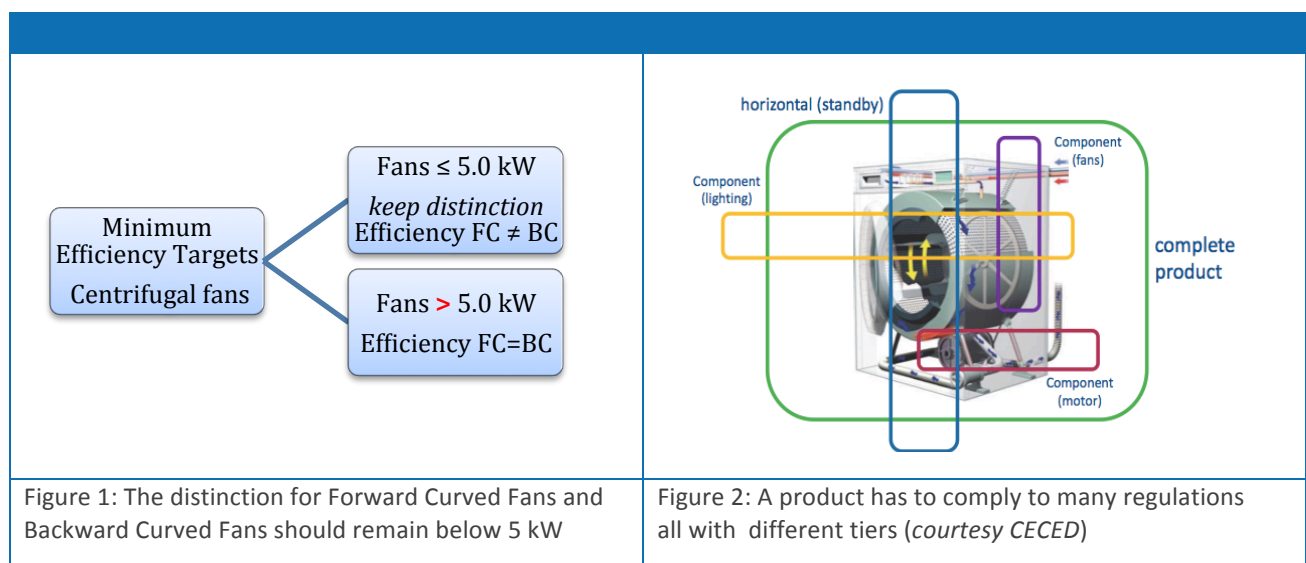 Minimum
Efficiency Targets
Centrifugal fans
Fans ≤ 5.0 kW
keep distinction
Efficiency FC ≠ BC
Fans > 5.0 kW
Efficiency FC=BC
horizontal (standby)
Component
(fans)
Component
(lighting)
complete
product
Component
(motor)
Figure 1: The distinction for Forward Curved Fans and
Backward Curved Fans should remain below 5 kW
Figure 2: A product has to comply to many regulations
all with different tiers (courtesy CECED)